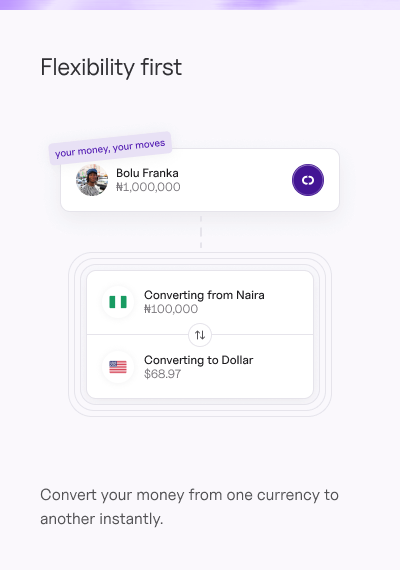 Flexibility first
your money, your moves
Bolu Franka
₦1,000,000
Converting from Naira
₦100,000
Converting to Dollar
$68.97
Convert your money from one currency to
another instantly.